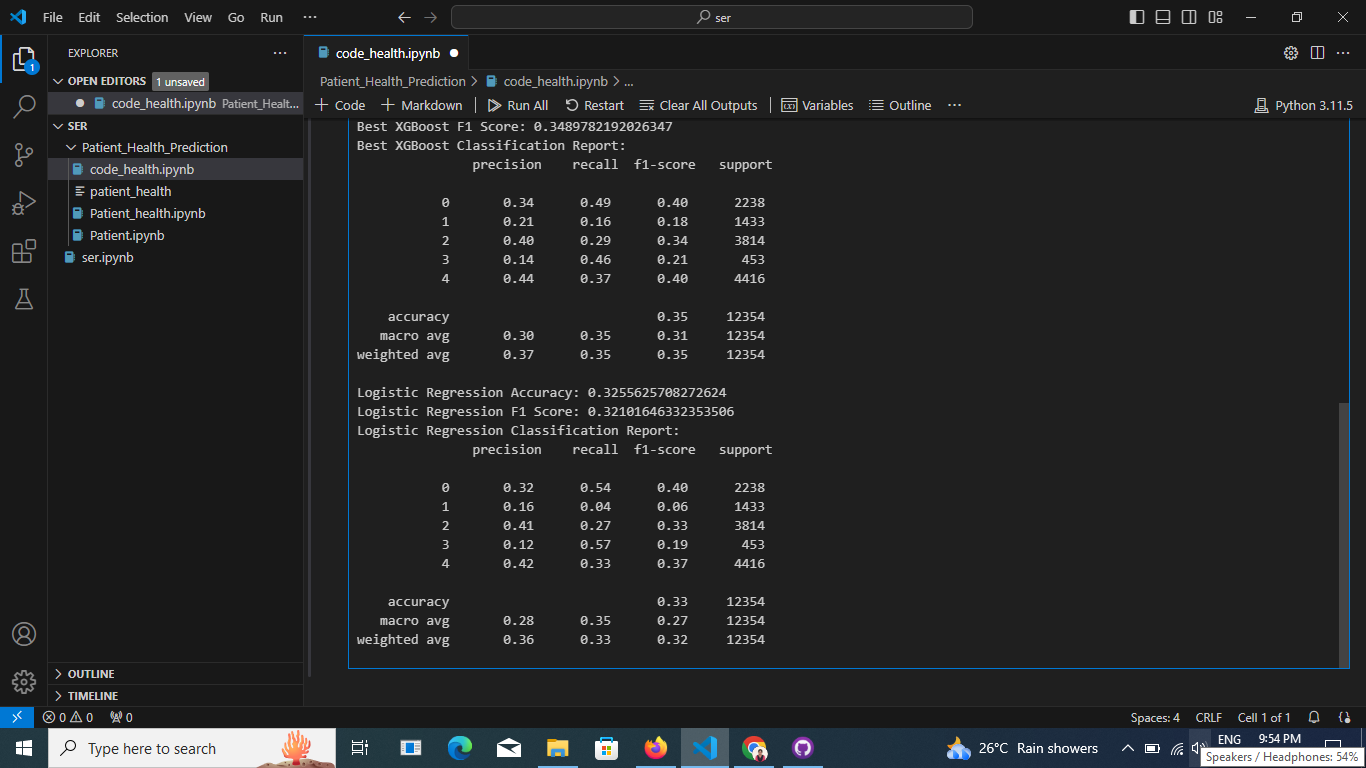 File Edit Selection View Go Run ···
ser
EXPLORER ···
OPEN EDITORS 1 unsaved
code_health.ipynb Patient_Healt...
SER
Patient_Health_Prediction
code_health.ipynb
patient_health
Patient_health.ipynb
Patient.ipynb
ser.ipynb
OUTLINE
TIMELINE
1
code_health.ipynb
Patient_Health_Prediction > code_health.ipynb > ...
+ Code + Markdown Run All Restart Clear All Outputs Variables Outline ··· Python 3.11.5
Best XGBoost F1 Score: 0.3489782192026347
Best XGBoost Classification Report:
precision recall f1-score support
0 0.34 0.49 0.40 2238
1 0.21 0.16 0.18 1433
2 0.40 0.29 0.34 3814
3 0.14 0.46 0.21 453
4 0.44 0.37 0.40 4416
accuracy 0.35 12354
macro avg 0.30 0.35 0.31 12354
weighted avg 0.37 0.35 0.35 12354
Logistic Regression Accuracy: 0.3255625708272624
Logistic Regression F1 Score: 0.32101646332353506
Logistic Regression Classification Report:
precision recall f1-score support
0 0.32 0.54 0.40 2238
1 0.16 0.04 0.06 1433
2 0.41 0.27 0.33 3814
3 0.12 0.57 0.19 453
4 0.42 0.33 0.37 4416
accuracy 0.33 12354
macro avg 0.28 0.35 0.27 12354
weighted avg 0.36 0.33 0.32 12354
0 0 0 Spaces: 4 CRLF Cell 1 of 1
Type here to search 26°C Rain showers ENG 9:54 PM
Speakers / Headphones: 54%